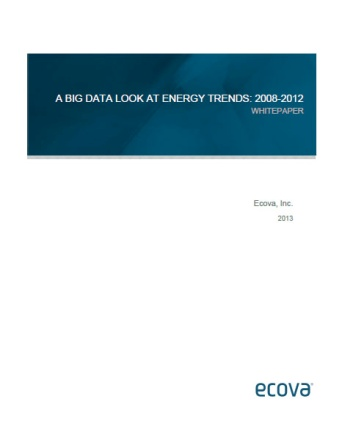 A BIG DATA LOOK AT ENERGY TRENDS: 2008-2012
WHITEPAPER
Ecova, Inc.
2013
ecova